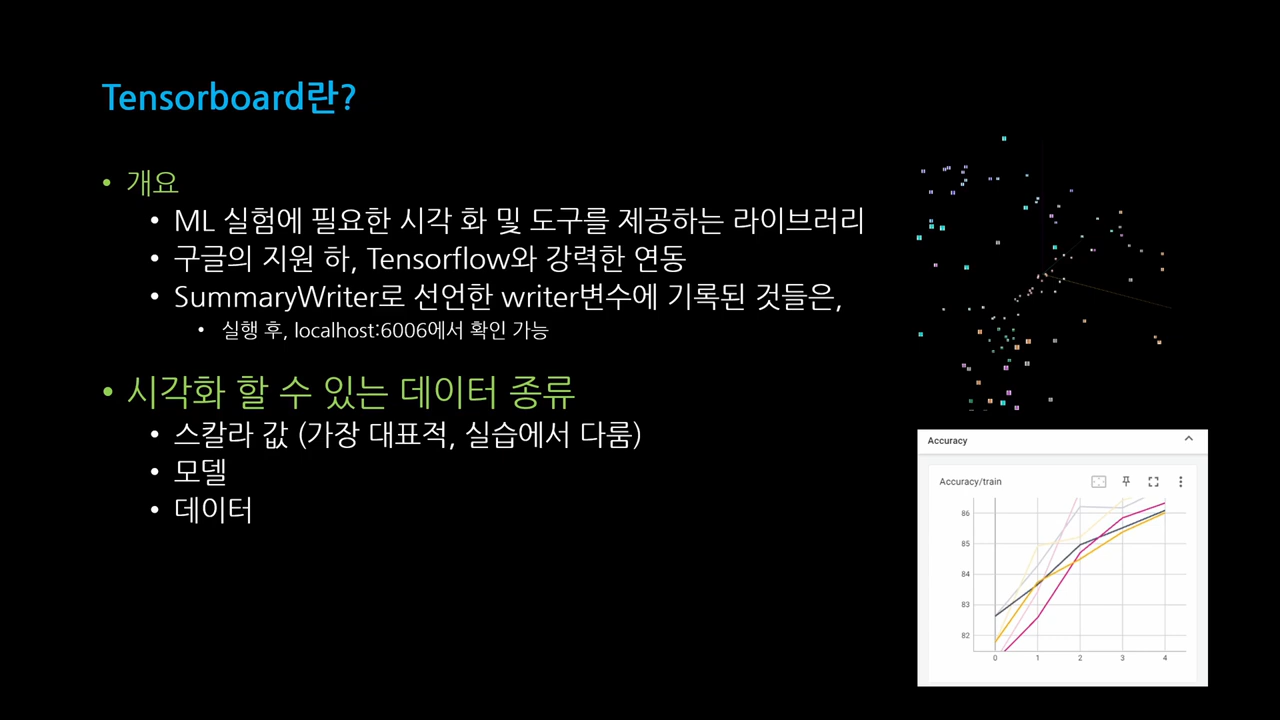 Tensorboard란?
• 개요
• ML 실험에 필요한 시각 화 및 도구를 제공하는 라이브러리
• 구글의 지원 하, Tensorflow와 강력한 연동
• SummaryWriter로 선언한 writer변수에 기록된 것들은,
• 실행 후, localhost:6006에서 확인 가능
• 시각화 할 수 있는 데이터 종류
• 스칼라 값 (가장 대표적, 실습에서 다룸)
• 모델
• 데이터
Accuracy
Accuracy/train
86
85
84
83
82
0 1 2 3 4